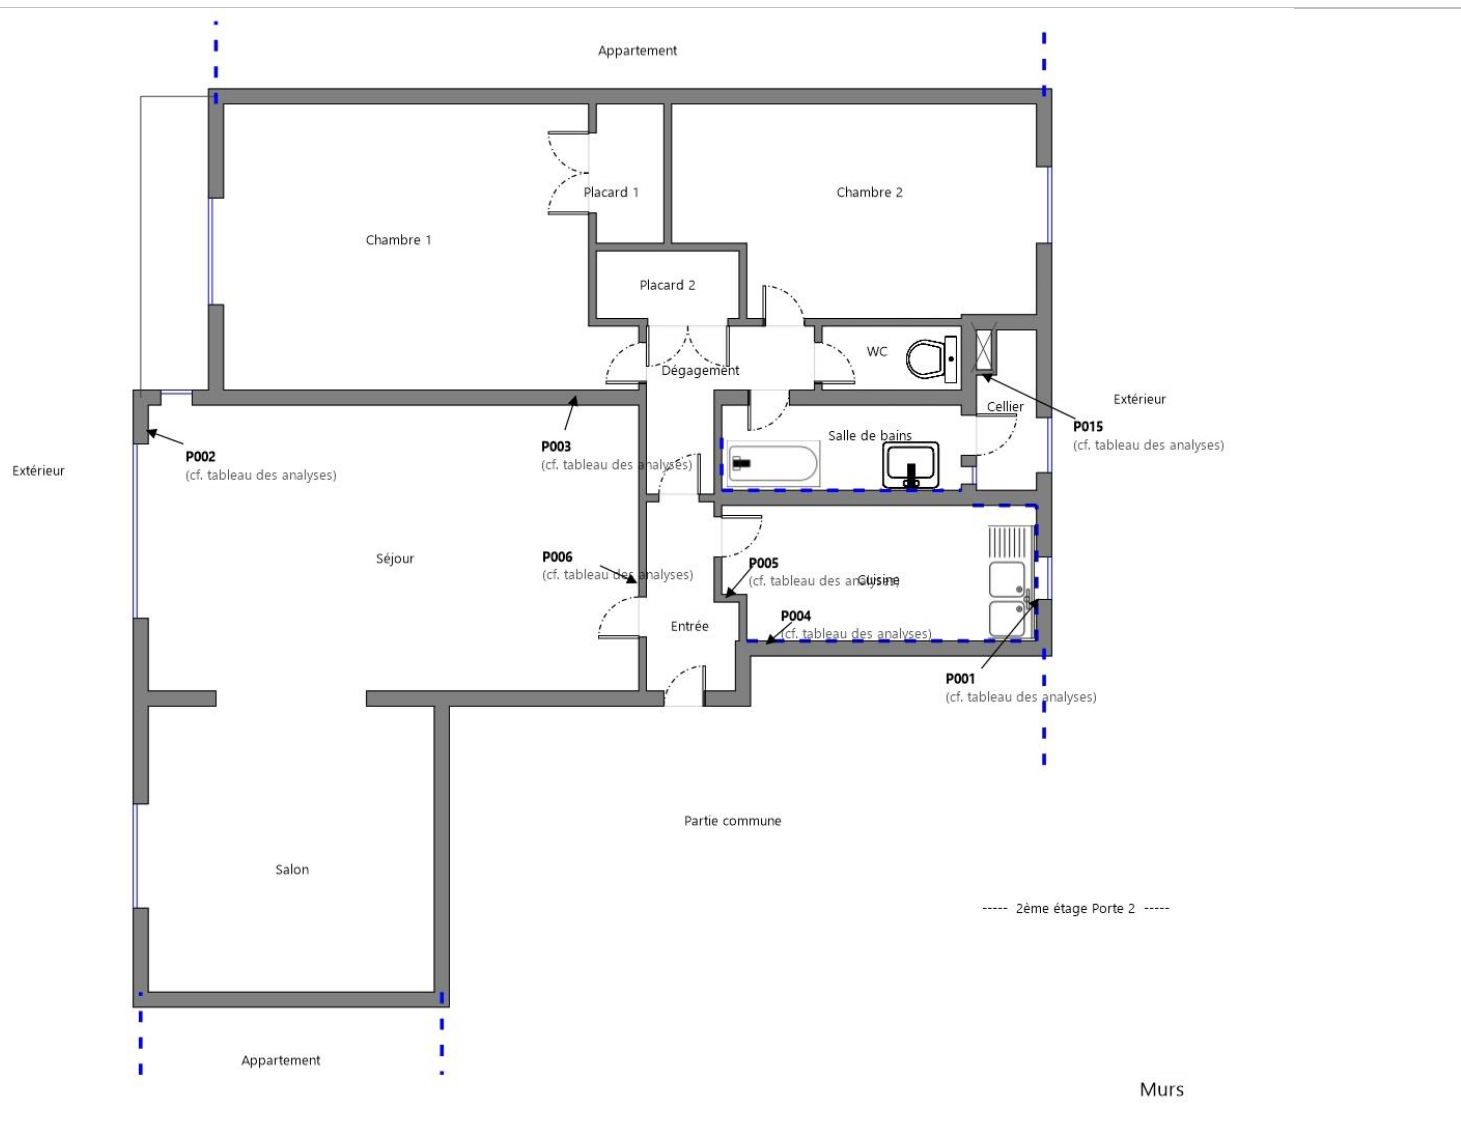 Appartement
Placard 1
Chambre 2
Chambre 1
Placard 2
WC
Dégagement
Cellier
Extérieur
P015
(cf. tableau des analyses)
Salle de bains
P003
(cf. tableau des analyses)
P002
(cf. tableau des analyses)
Extérieur
Séjour
P006
(cf. tableau des analyses)
P005
(cf. tableau des analyses)
Cuisine
P004
(cf. tableau des analyses)
Entrée
P001
(cf. tableau des analyses)
Partie commune
Salon
----- 2ème étage Porte 2 -----
Appartement
Murs